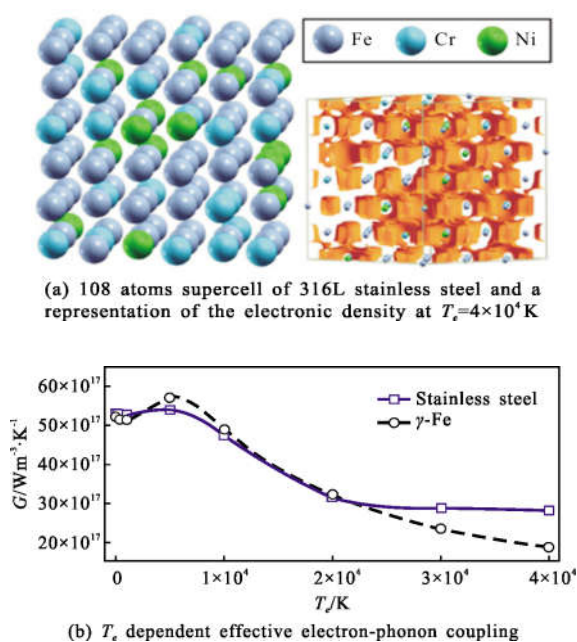 Fe Cr Ni
(a) 108 atoms supercell of 316L stainless steel and a
representation of the electronic density at Tₑ=4×10⁴ K
60×10¹⁷
50×10¹⁷
40×10¹⁷
30×10¹⁷
20×10¹⁷
G/Wm⁻³·K⁻¹
Stainless steel
γ-Fe
0 1×10⁴ 2×10⁴ 3×10⁴ 4×10⁴
Tₑ/K
(b) Tₑ dependent effective electron-phonon coupling